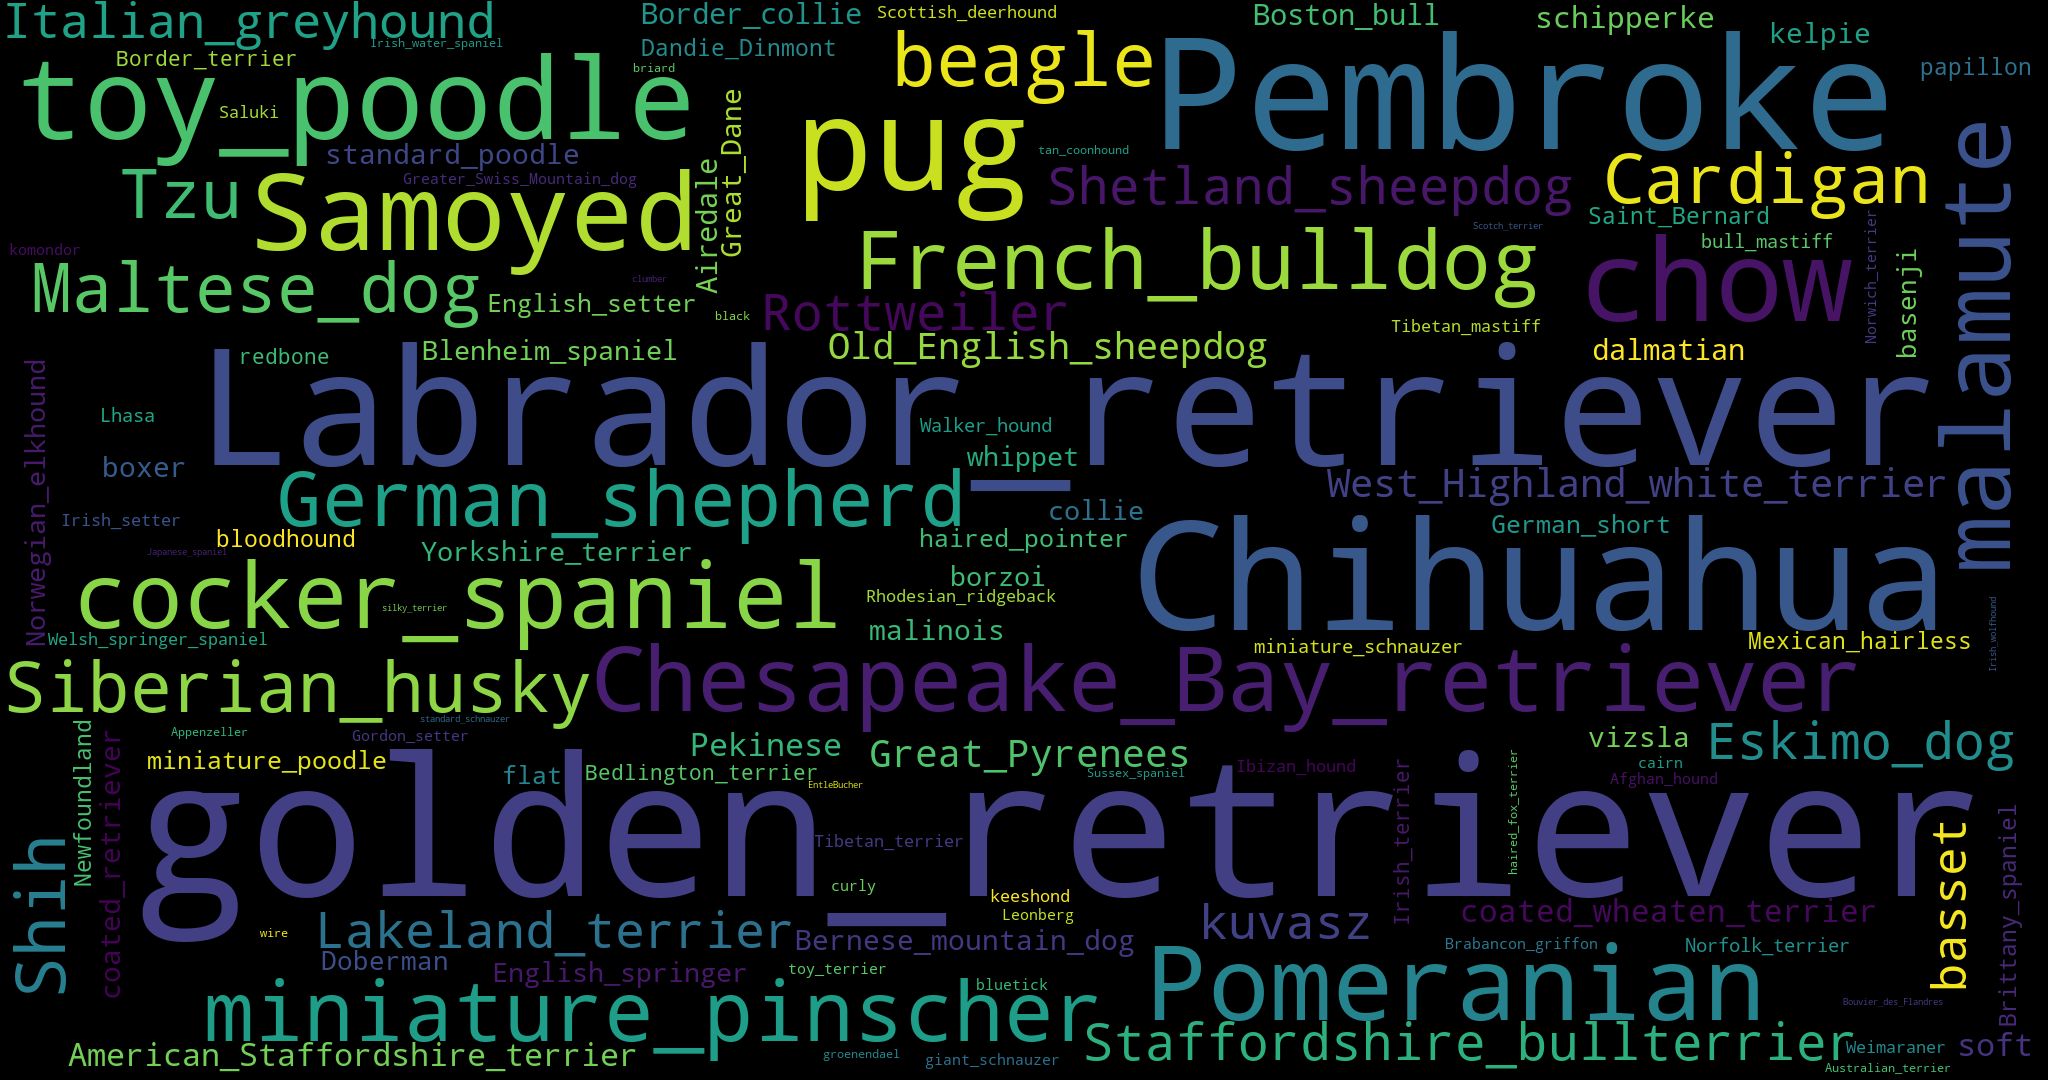 Italian_greyhound
Irish_water_spaniel
Border_collie
Scottish_deerhound
Boston_bull
schipperke
kelpie
papillon
Border_terrier
Dandie_Dinmont
briard
beagle
Pembroke
toy_poodle
Saluki
Great_Dane
pug
tan_coonhound
standard_poodle
Greater_Swiss_Mountain_dog
Airedale
Shetland_sheepdog
Cardigan
malamute
Tzu
Samoyed
Saint_Bernard
Scotch_terrier
bull_mastiff
Norwich_terrier
basenji
komondor
Maltese_dog
clumber
English_setter
black
French_bulldog
chow
Rottweiler
Tibetan_mastiff
redbone
Blenheim_spaniel
Old_English_sheepdog
dalmatian
Norwegian_elkhound
Labrador_retriever
Lhasa
Walker_hound
boxer
whippet
German_shepherd
West_Highland_white_terrier
Irish_setter
collie
German_short
bloodhound
Yorkshire_terrier
haired_pointer
Japanese_spaniel
borzoi
Chihuahua
cocker_spaniel
silky_terrier
Rhodesian_ridgeback
malinois
Irish_wolfhound
Welsh_springer_spaniel
miniature_schnauzer
Mexican_hairless
Siberian_husky
Chesapeake_Bay_retriever
standard_schnauzer
Newfoundland
coated_retriever
Appenzeller
Gordon_setter
Pekinese
Great_Pyrenees
vizsla
Eskimo_dog
miniature_poodle
flat
Bedlington_terrier
EntleBucher
Sussex_spaniel
Ibizan_hound
Irish_terrier
haired_fox_terrier
cairn
Afghan_hound
golden_retriever
Tibetan_terrier
Shih
curly
keeshond
Leonberg
basset
Brittany_spaniel
wire
Lakeland_terrier
Bernese_mountain_dog
kuvasz
coated_wheaten_terrier
Doberman
English_springer
toy_terrier
bluetick
Brabancon_griffon
Norfolk_terrier
miniature_pinscher
Pomeranian
Bouvier_des_Flandres
American_Staffordshire_terrier
groenendael
giant_schnauzer
Staffordshire_bullterrier
Weimaraner
soft
Australian_terrier